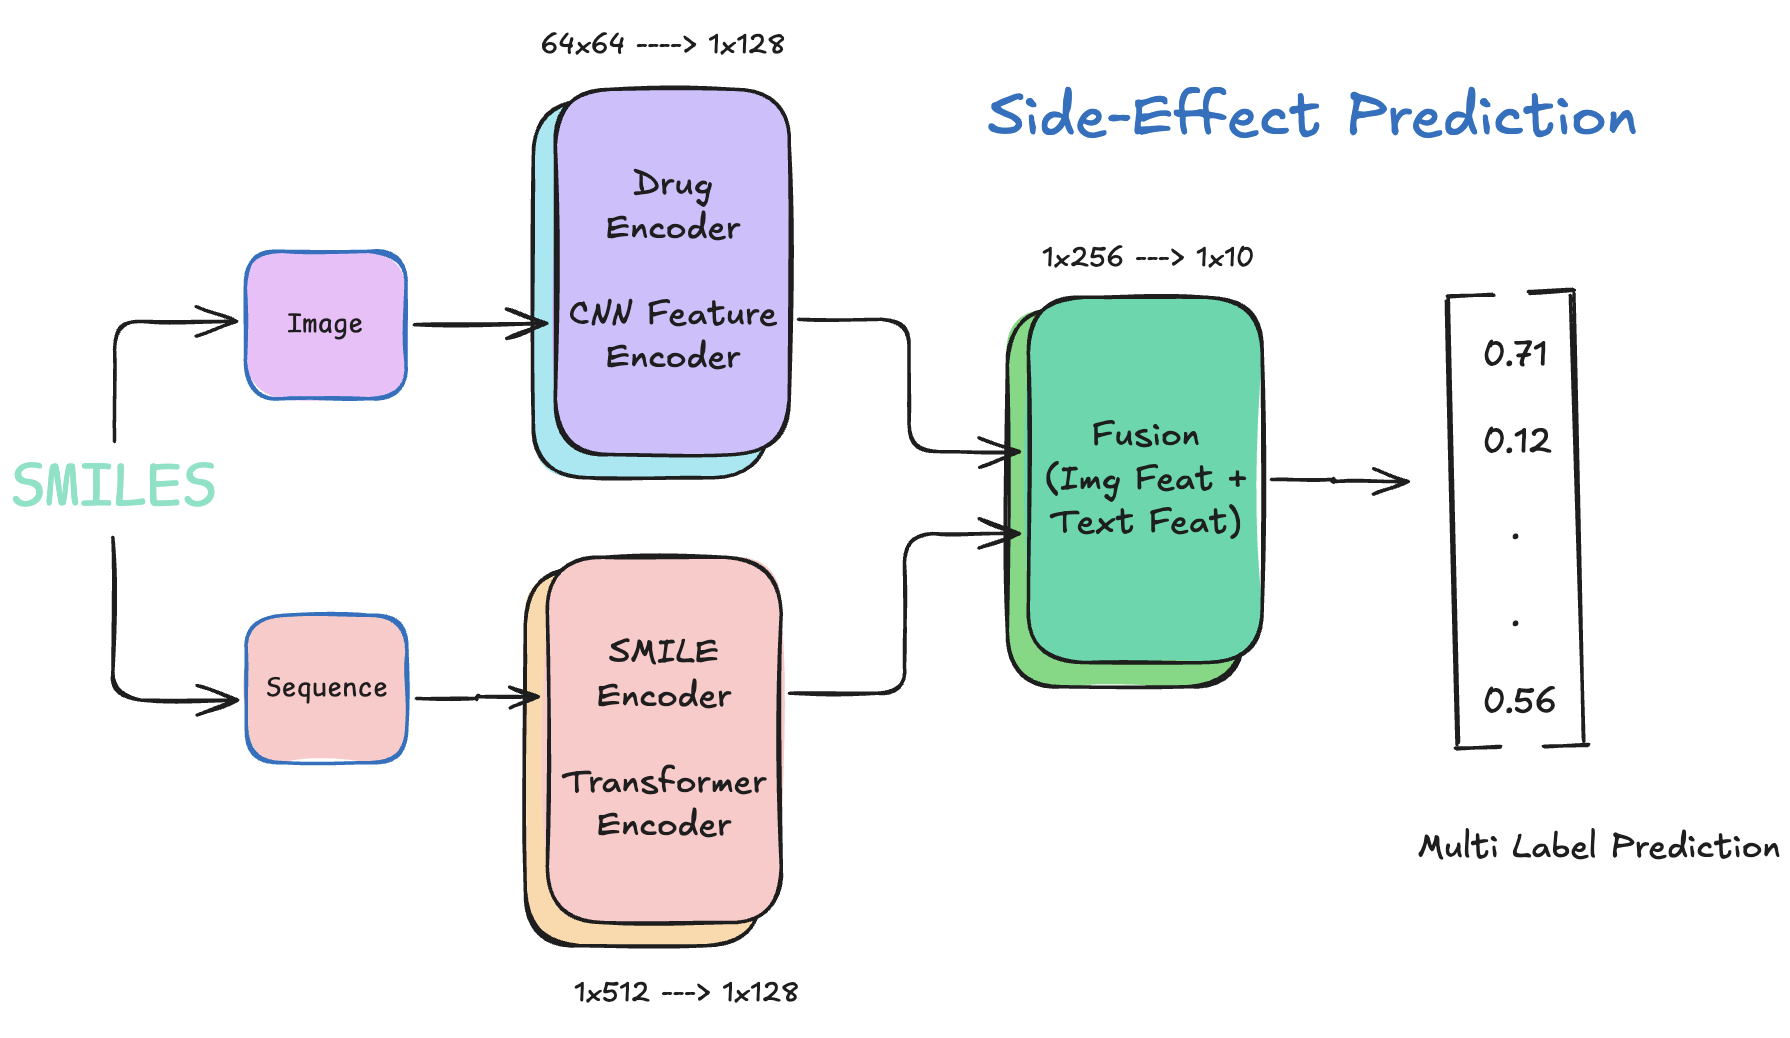 64x64 ----> 1x128
Side-Effect Prediction
Drug
Encoder
CNN Feature
Encoder
Image
SMILES
Sequence
SMILE
Encoder
Transformer
Encoder
1x512 ---> 1x128
1x256 ---> 1x10
Fusion
(Img Feat +
Text Feat)
0.71
0.12
.
.
0.56
Multi Label Prediction